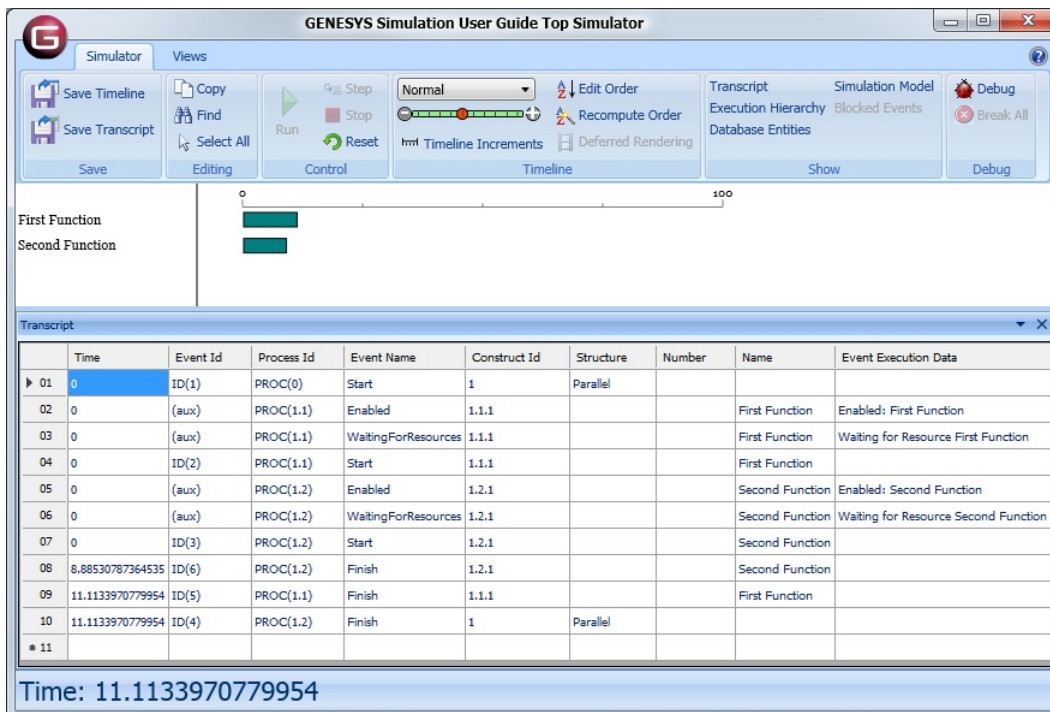 GENESYS Simulation User Guide Top Simulator
G
Simulator Views
Save Timeline
Save Transcript
Save
Copy
Find
Select All
Editing
Run
Step
Stop
Reset
Control
Normal
Timeline Increments
Edit Order
Recompute Order
Deferred Rendering
Timeline
Transcript Simulation Model
Execution Hierarchy Blocked Events
Database Entities
Show
Debug
Break All
Debug
0 100
First Function
Second Function
Transcript
Time Event Id Process Id Event Name Construct Id Structure Number Name Event Execution Data
01 0 ID(1) PROC(0) Start 1 Parallel
02 0 (aux) PROC(1.1) Enabled 1.1.1 First Function Enabled: First Function
03 0 (aux) PROC(1.1) WaitingForResources 1.1.1 First Function Waiting for Resource First Function
04 0 ID(2) PROC(1.1) Start 1.1.1 First Function
05 0 (aux) PROC(1.2) Enabled 1.2.1 Second Function Enabled: Second Function
06 0 (aux) PROC(1.2) WaitingForResources 1.2.1 Second Function Waiting for Resource Second Function
07 0 ID(3) PROC(1.2) Start 1.2.1 Second Function
08 8.88530787364535 ID(6) PROC(1.2) Finish 1.2.1 Second Function
09 11.1133970779954 ID(5) PROC(1.1) Finish 1.1.1 First Function
10 11.1133970779954 ID(4) PROC(1.2) Finish 1 Parallel
* 11
Time: 11.1133970779954